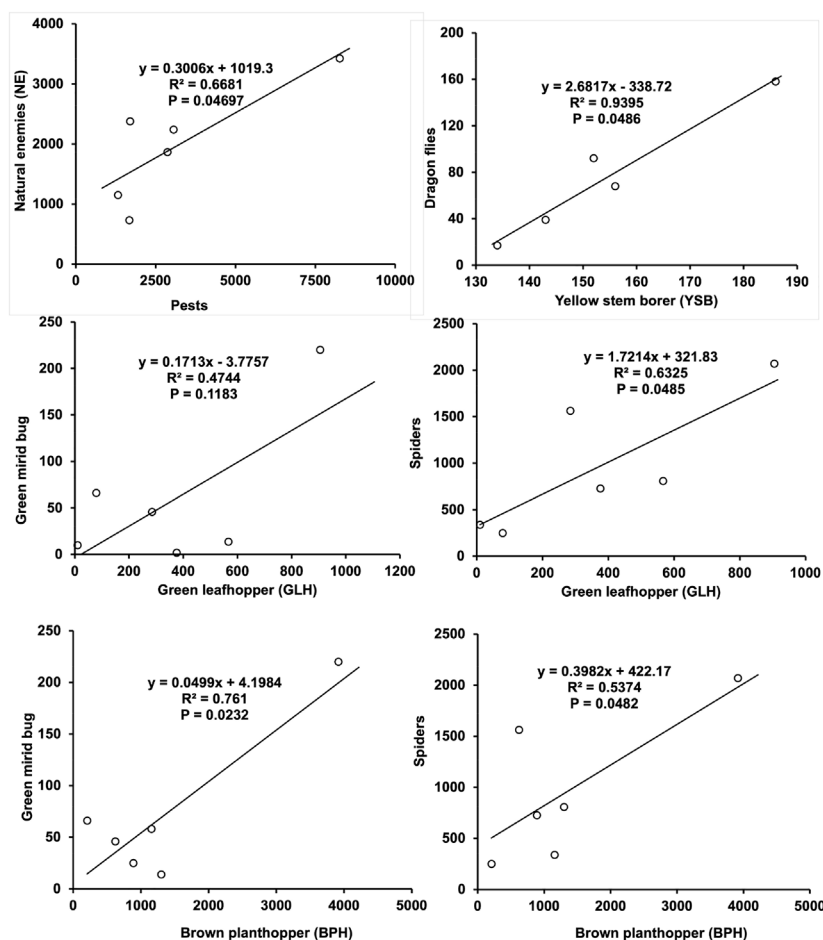 4000
3000
2000
1000
0
Natural enemies (NE)
y = 0.3006x + 1019.3
R² = 0.6681
P = 0.04697
0 2500 5000 7500 10000
Pests
200
160
120
80
40
0
Dragon flies
y = 2.6817x - 338.72
R² = 0.9395
P = 0.0486
130 140 150 160 170 180 190
Yellow stem borer (YSB)
250
200
150
100
50
0
Green mirid bug
y = 0.1713x - 3.7757
R² = 0.4744
P = 0.1183
0 200 400 600 800 1000 1200
Green leafhopper (GLH)
2500
2000
1500
1000
500
0
Spiders
y = 1.7214x + 321.83
R² = 0.6325
P = 0.0485
0 200 400 600 800 1000
Green leafhopper (GLH)
250
200
150
100
50
0
Green mirid bug
y = 0.0499x + 4.1984
R² = 0.761
P = 0.0232
0 1000 2000 3000 4000 5000
Brown planthopper (BPH)
2500
2000
1500
1000
500
0
Spiders
y = 0.3982x + 422.17
R² = 0.5374
P = 0.0482
0 1000 2000 3000 4000 5000
Brown planthopper (BPH)